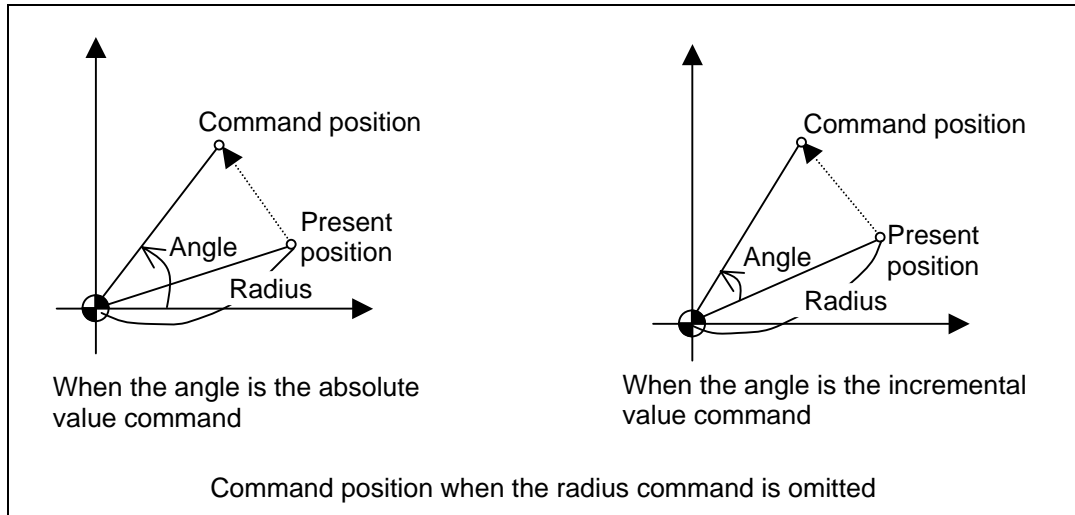 Command position
Angle
Present
position
Radius
When the angle is the absolute
value command
Command position
Angle
Present
position
Radius
When the angle is the incremental
value command
Command position when the radius command is omitted